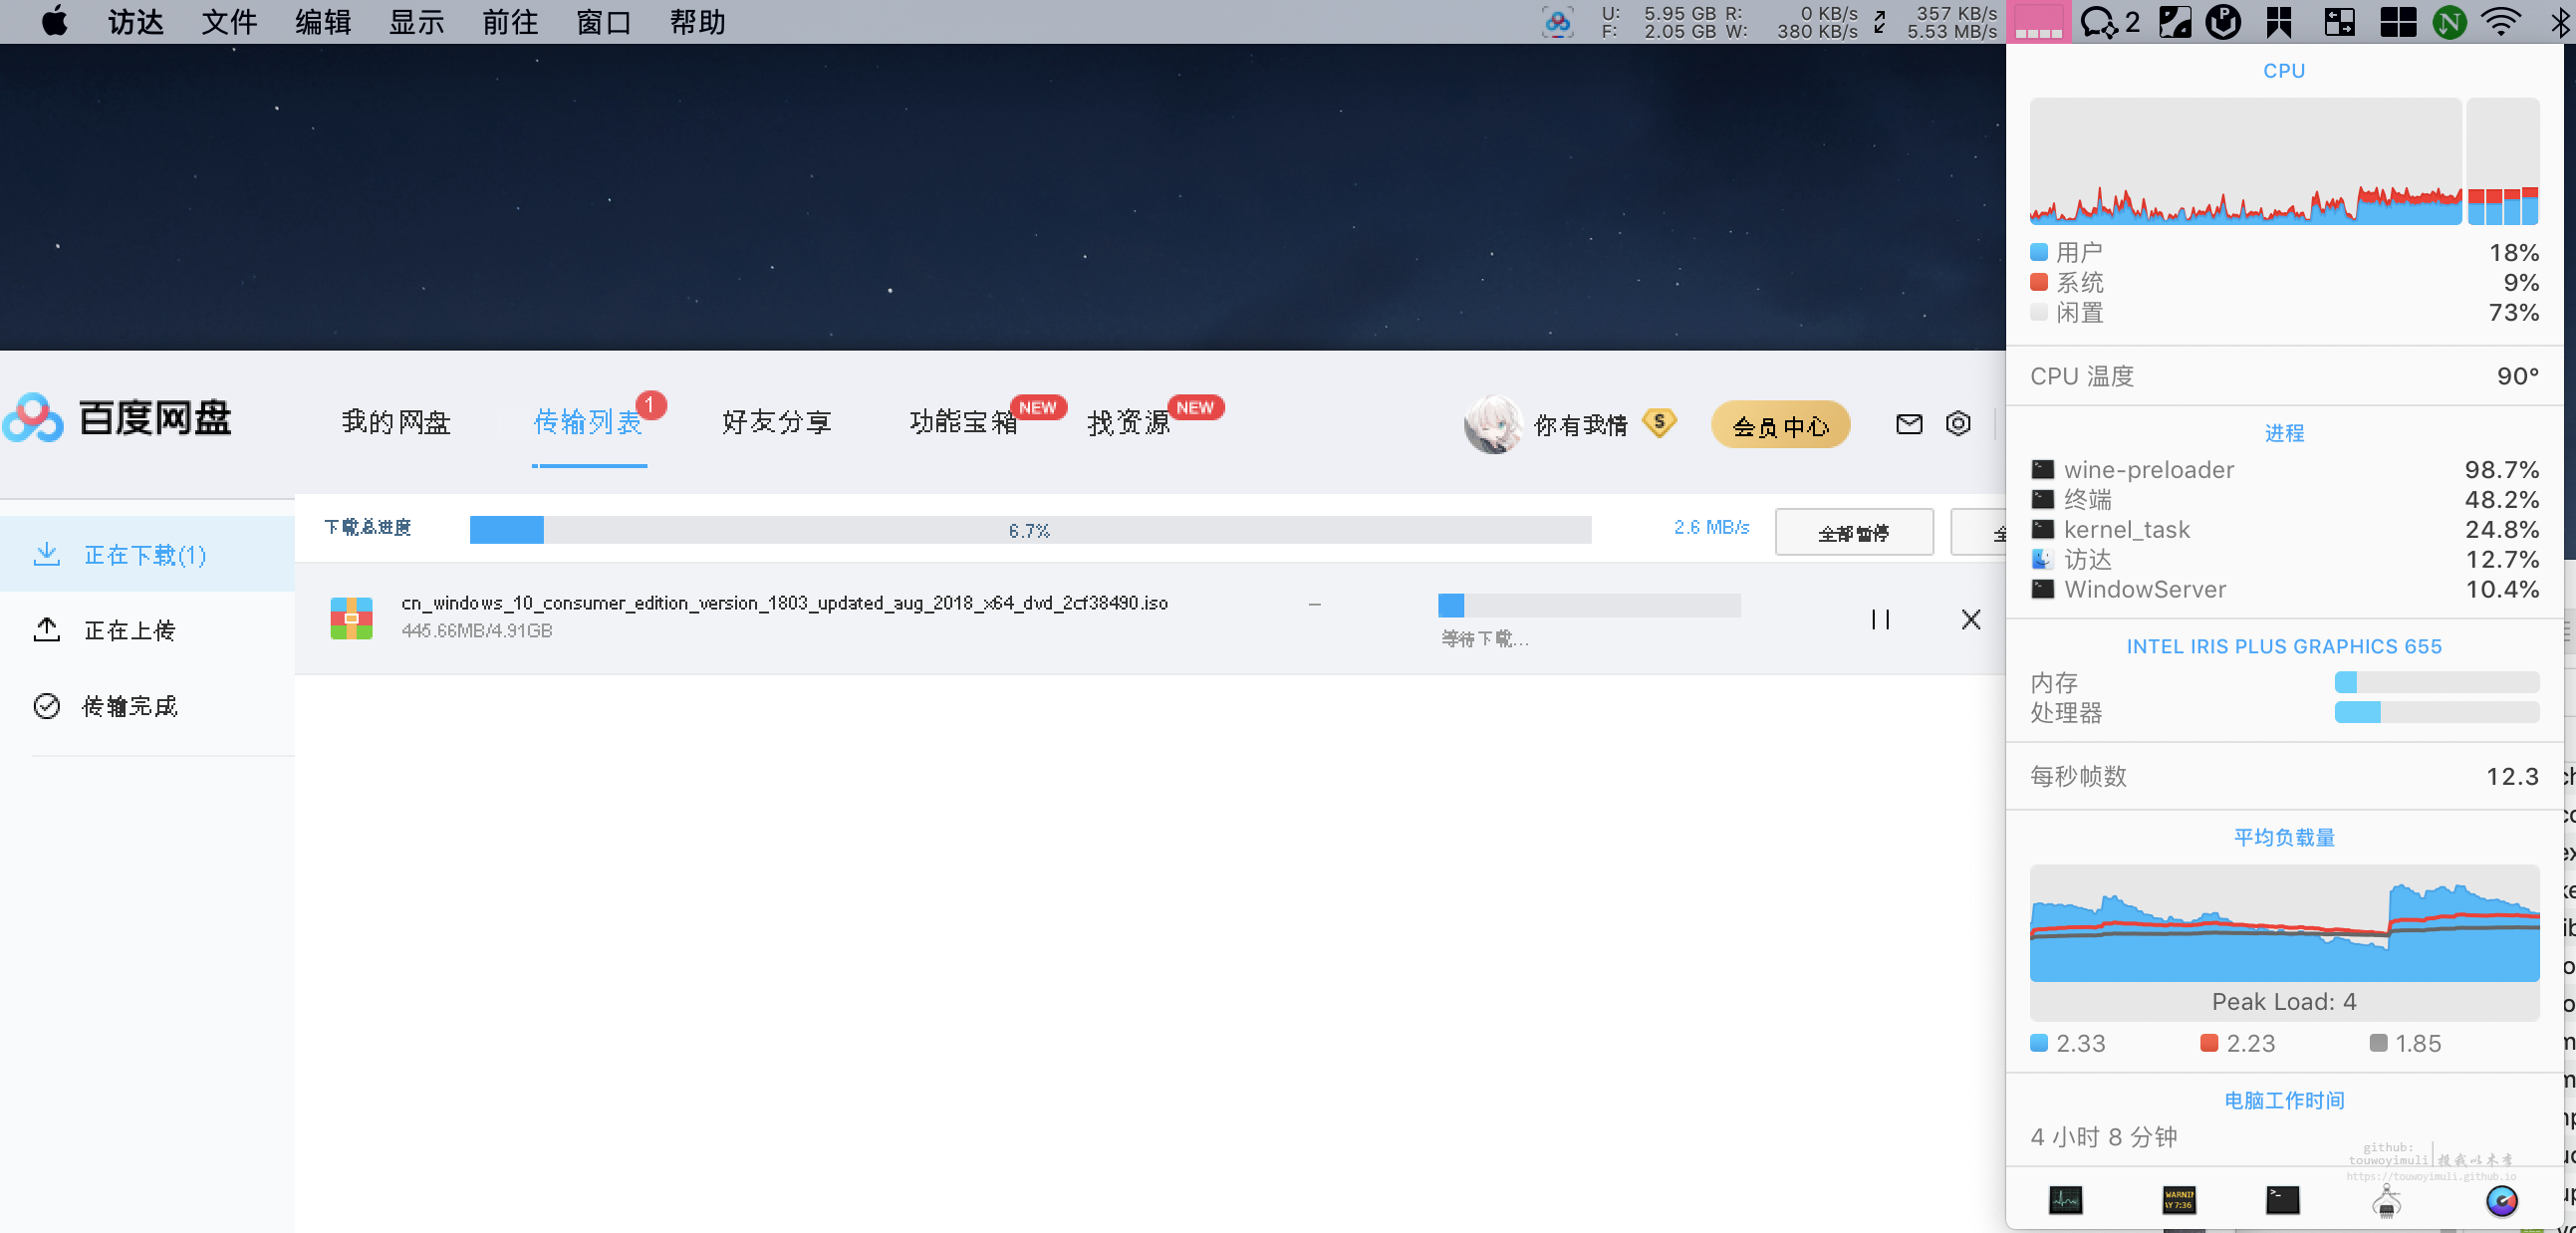 访达 文件 编辑 显示 前往 窗口 帮助
U: 5.95 GB R: 0 KB/s 357 KB/s 2
F: 2.05 GB W: 380 KB/s 5.53 MB/s
百度网盘 我的网盘 传输列表 1 好友分享 功能宝箱 NEW 找资源 NEW 你有我情 S 会员中心
正在下载(1)
正在上传
传输完成
下载总进度 6.7% 2.6 MB/s 全部暂停
cn_windows_10_consumer_edition_version_1803_updated_aug_2018_x64_dvd_2cf38490.iso –
445.66MB/4.91GB 等待下载...
CPU
用户 18%
系统 9%
闲置 73%
CPU 温度 90°
进程
wine-preloader 98.7%
终端 48.2%
kernel_task 24.8%
访达 12.7%
WindowServer 10.4%
INTEL IRIS PLUS GRAPHICS 655
内存
处理器
每秒帧数 12.3
平均负载量
Peak Load: 4
2.33 2.23 1.85
电脑工作时间
4 小时 8 分钟
github:
touwoyimuli 投我以木李
https://touwoyimuli.github.io
WARNIN
AY 7:36